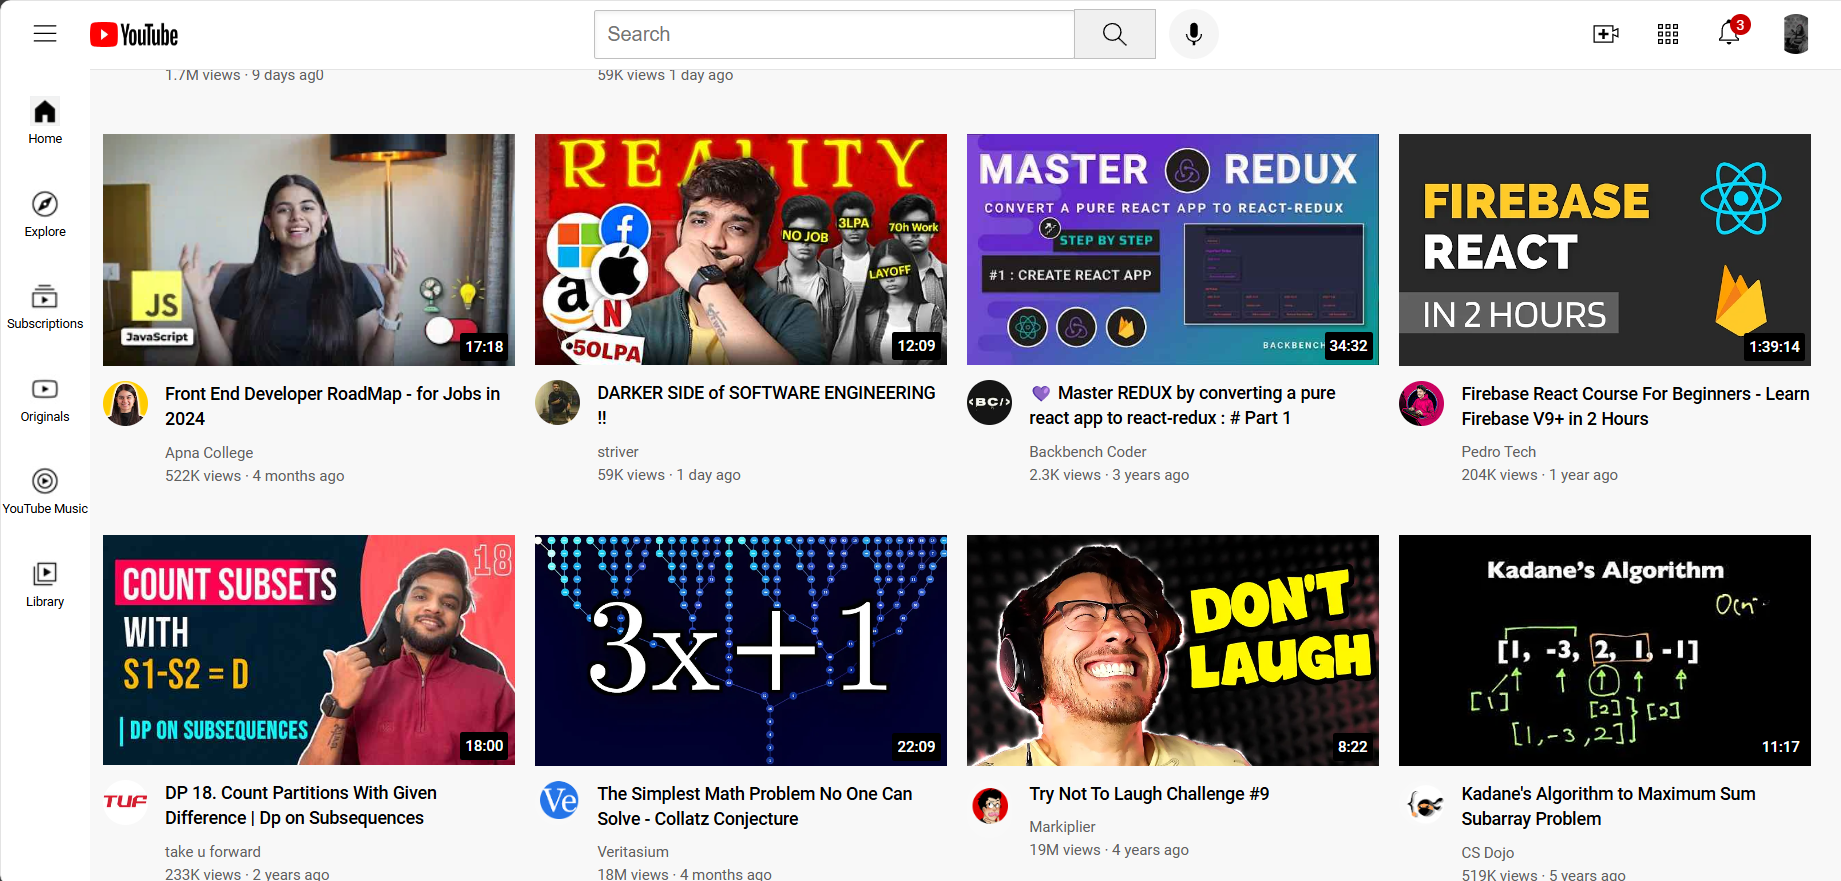 YouTube
Search
3
1.7M views · 9 days ag0
59K views 1 day ago
Home
Explore
Subscriptions
Originals
YouTube Music
Library
JS
JavaScript
17:18
Front End Developer RoadMap - for Jobs in
2024
Apna College
522K views · 4 months ago
REALITY
NO JOB
3LPA
70h Work
LAYOFF
a
N
50LPA
12:09
DARKER SIDE of SOFTWARE ENGINEERING
!!
striver
59K views · 1 day ago
MASTER REDUX
CONVERT A PURE REACT APP TO REACT-REDUX
STEP BY STEP
#1 : CREATE REACT APP
BACKBENCH
34:32
<BC/>
💜 Master REDUX by converting a pure
react app to react-redux : # Part 1
Backbench Coder
2.3K views · 3 years ago
FIREBASE
REACT
IN 2 HOURS
1:39:14
Firebase React Course For Beginners - Learn
Firebase V9+ in 2 Hours
Pedro Tech
204K views · 1 year ago
18
COUNT SUBSETS
WITH
S1-S2 = D
DP ON SUBSEQUENCES
18:00
TUF
DP 18. Count Partitions With Given
Difference | Dp on Subsequences
take u forward
233K views · 2 years ago
3x+1
22:09
Ve
The Simplest Math Problem No One Can
Solve - Collatz Conjecture
Veritasium
18M views · 4 months ago
DON'T
LAUGH
8:22
Try Not To Laugh Challenge #9
Markiplier
19M views · 4 years ago
Kadane's Algorithm
[1, -3, 2, 1, -1]
[1]
[2]
[2]
[1, -3, 2]
11:17
Kadane's Algorithm to Maximum Sum
Subarray Problem
CS Dojo
519K views · 5 years ago